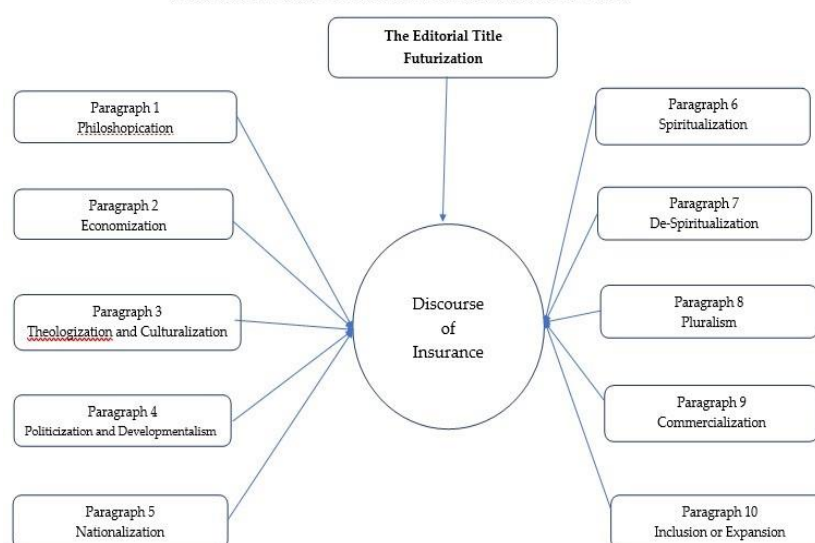 The Editorial Title
Futurization
Paragraph 1
Philoshopication
Paragraph 2
Economization
Paragraph 3
Theologization and Culturalization
Paragraph 4
Politicization and Developmentalism
Paragraph 5
Nationalization
Discourse
of
Insurance
Paragraph 6
Spiritualization
Paragraph 7
De-Spiritualization
Paragraph 8
Pluralism
Paragraph 9
Commercialization
Paragraph 10
Inclusion or Expansion